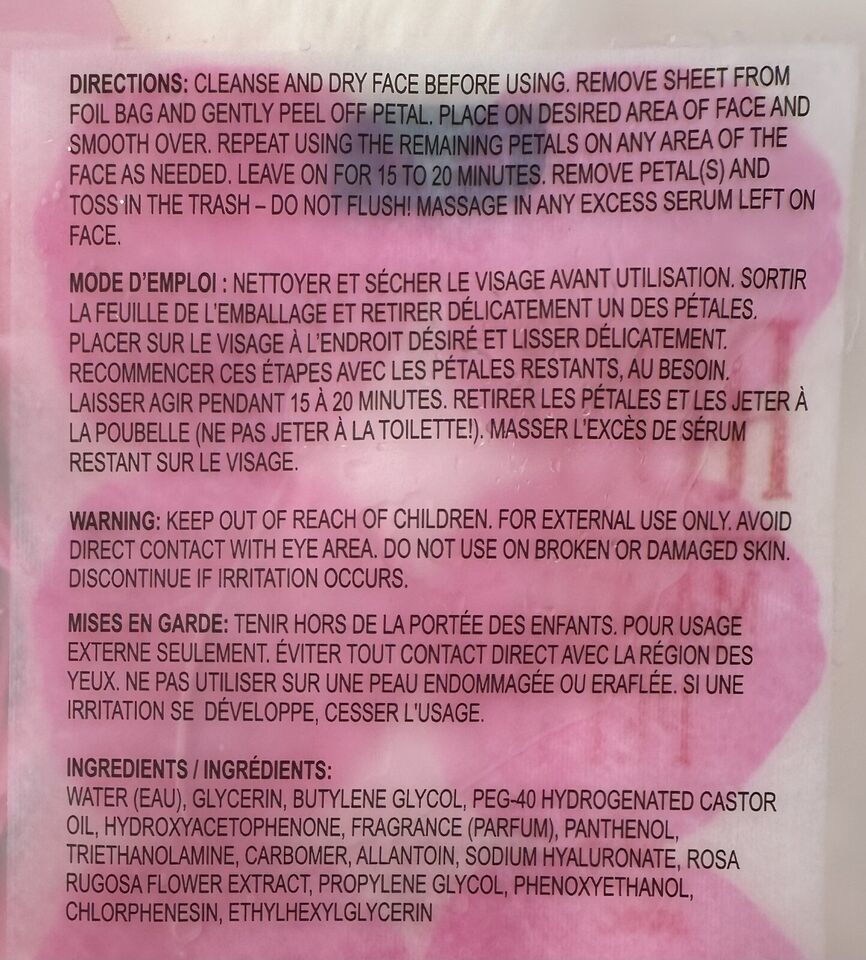 DIRECTIONS: CLEANSE AND DRY FACE BEFORE USING. REMOVE SHEET FROM
FOIL BAG AND GENTLY PEEL OFF PETAL. PLACE ON DESIRED AREA OF FACE AND
SMOOTH OVER. REPEAT USING THE REMAINING PETALS ON ANY AREA OF THE
FACE AS NEEDED. LEAVE ON FOR 15 TO 20 MINUTES. REMOVE PETAL(S) AND
TOSS IN THE TRASH – DO NOT FLUSH! MASSAGE IN ANY EXCESS SERUM LEFT ON
FACE.
MODE D'EMPLOI : NETTOYER ET SÉCHER LE VISAGE AVANT UTILISATION. SORTIR
LA FEUILLE DE L'EMBALLAGE ET RETIRER DÉLICATEMENT UN DES PÉTALES.
PLACER SUR LE VISAGE À L'ENDROIT DÉSIRÉ ET LISSER DÉLICATEMENT.
RECOMMENCER CES ÉTAPES AVEC LES PÉTALES RESTANTS, AU BESOIN.
LAISSER AGIR PENDANT 15 À 20 MINUTES. RETIRER LES PÉTALES ET LES JETER À
LA POUBELLE (NE PAS JETER À LA TOILETTE!). MASSER L'EXCÈS DE SÉRUM
RESTANT SUR LE VISAGE.
WARNING: KEEP OUT OF REACH OF CHILDREN. FOR EXTERNAL USE ONLY. AVOID
DIRECT CONTACT WITH EYE AREA. DO NOT USE ON BROKEN OR DAMAGED SKIN.
DISCONTINUE IF IRRITATION OCCURS.
MISES EN GARDE: TENIR HORS DE LA PORTÉE DES ENFANTS. POUR USAGE
EXTERNE SEULEMENT. ÉVITER TOUT CONTACT DIRECT AVEC LA RÉGION DES
YEUX. NE PAS UTILISER SUR UNE PEAU ENDOMMAGÉE OU ERAFLÉE. SI UNE
IRRITATION SE DÉVELOPPE, CESSER L'USAGE.
INGREDIENTS / INGRÉDIENTS:
WATER (EAU), GLYCERIN, BUTYLENE GLYCOL, PEG-40 HYDROGENATED CASTOR
OIL, HYDROXYACETOPHENONE, FRAGRANCE (PARFUM), PANTHENOL,
TRIETHANOLAMINE, CARBOMER, ALLANTOIN, SODIUM HYALURONATE, ROSA
RUGOSA FLOWER EXTRACT, PROPYLENE GLYCOL, PHENOXYETHANOL,
CHLORPHENESIN, ETHYLHEXYLGLYCERIN